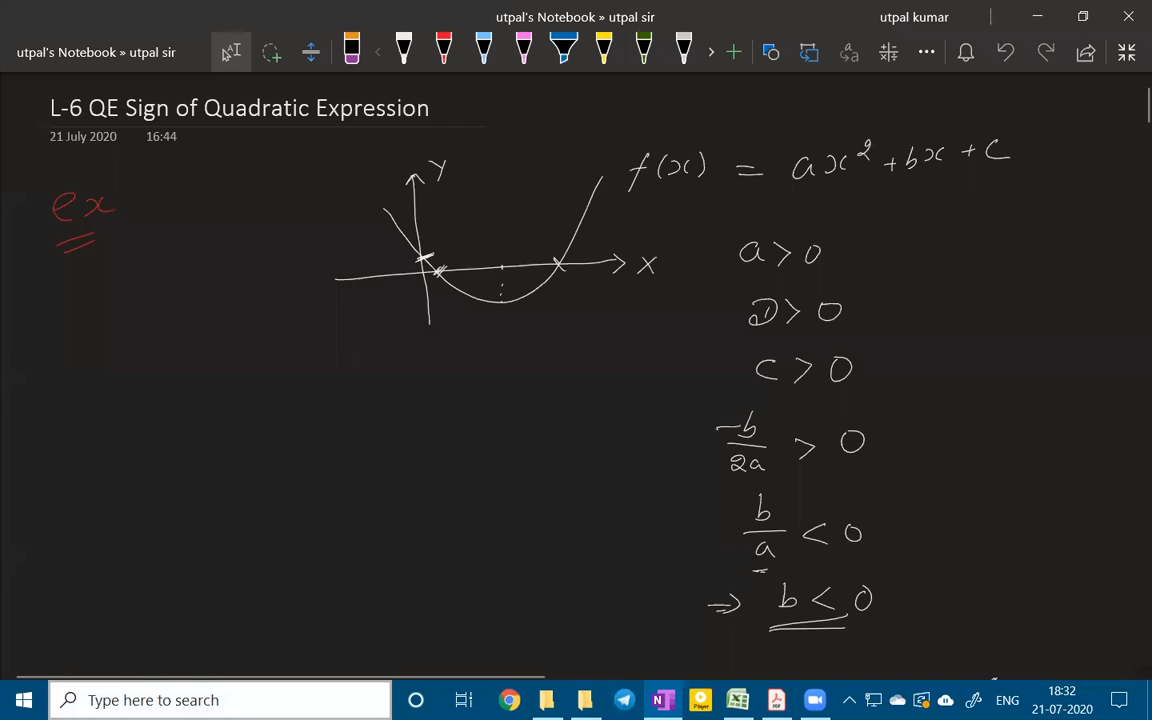 utpal's Notebook » utpal sir
utpal kumar
utpal's Notebook » utpal sir
L-6 QE Sign of Quadratic Expression
21 July 2020 16:44
ex
Y
X
f(x) = ax² + bx + c
a > 0
D > 0
c > 0
-b/2a > 0
b/a < 0
⇒ b < 0
Type here to search
ENG
18:32
21-07-2020